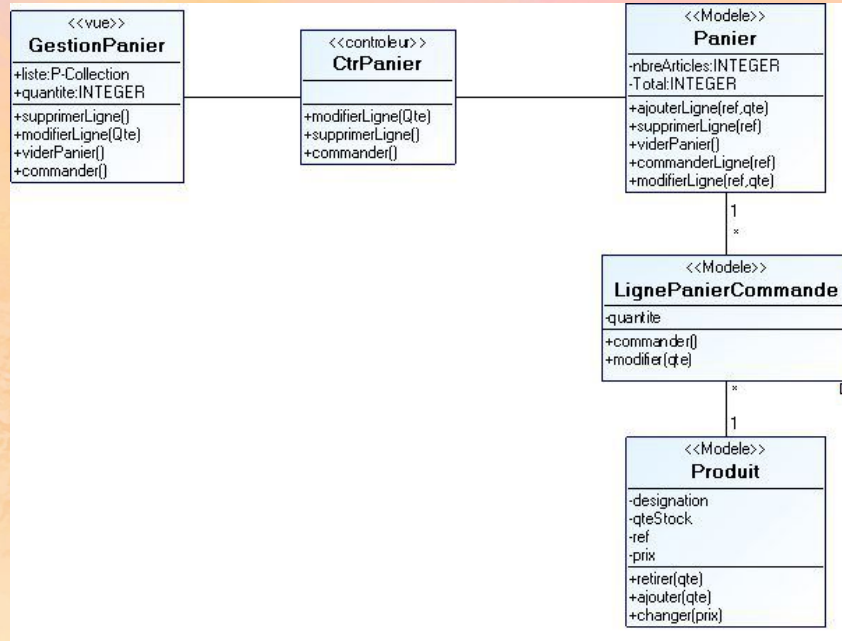 <<vue>>
GestionPanier
+liste:P-Collection
+quantite:INTEGER
+supprimerLigne()
+modifierLigne(Qte)
+viderPanier()
+commander()
<<controleur>>
CtrPanier
+modifierLigne(Qte)
+supprimerLigne()
+commander()
<<Modele>>
Panier
-nbreArticles:INTEGER
-Total:INTEGER
+ajouterLigne(ref,qte)
+supprimerLigne(ref)
+viderPanier()
+commanderLigne(ref)
+modifierLigne(ref,qte)
1
*
<<Modele>>
LignePanierCommande
-quantite
+commander()
+modifier(qte)
*
1
<<Modele>>
Produit
-designation
-qteStock
-ref
-prix
+retirer(qte)
+ajouter(qte)
+changer(prix)